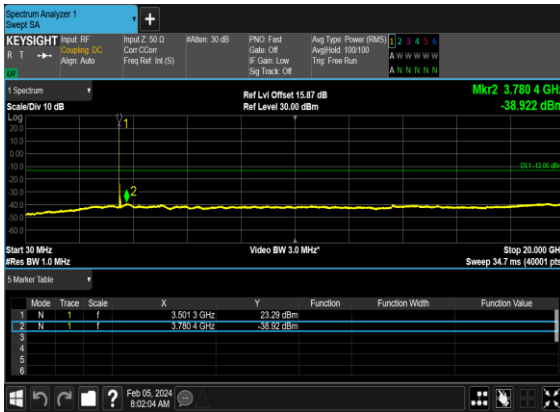 Spectrum Analyzer 1
Swept SA
+
KEYSIGHT Input: RF Input Z: 50 Ω #Atten: 30 dB PNO: Fast Avg Type: Power (RMS) 1 2 3 4 5 6
R T Coupling: DC Corr CCorr Gate: Off Avg|Hold: 100/100 A W W W W W
Align: Auto Freq Ref: Int (S) IF Gain: Low Trig: Free Run
Sig Track: Off A N N N N N
1 Spectrum Ref Lvl Offset 15.87 dB Mkr2 3.780 4 GHz
Scale/Div 10 dB Ref Level 30.00 dBm -38.922 dBm
Log
20.0
10.0
0.00
-10.0
-20.0
-30.0
-40.0
-50.0
-60.0
1
2
DL1 -13.00 dBm
Start 30 MHz Video BW 3.0 MHz* Stop 20.000 GH
#Res BW 1.0 MHz Sweep 34.7 ms (40001 pts
5 Marker Table
Mode Trace Scale X Y Function Function Width Function Value
1 N 1 f 3.501 3 GHz 23.29 dBm
2 N 1 f 3.780 4 GHz -38.92 dBm
3
4
5
6
? Feb 05, 2024
8:02:04 AM